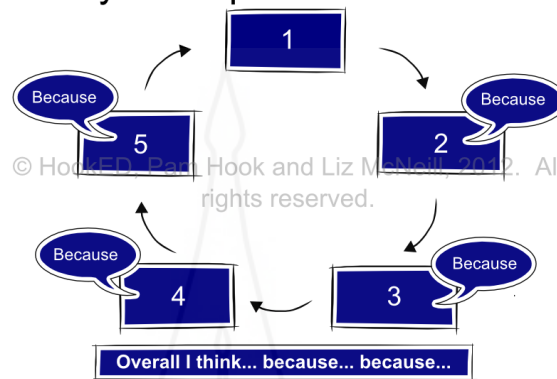 1
Because
2
Because
3
Because
4
Because
5
© HookED, Pam Hook and Liz McNeill, 2012. Al
rights reserved.
Overall I think... because... because...